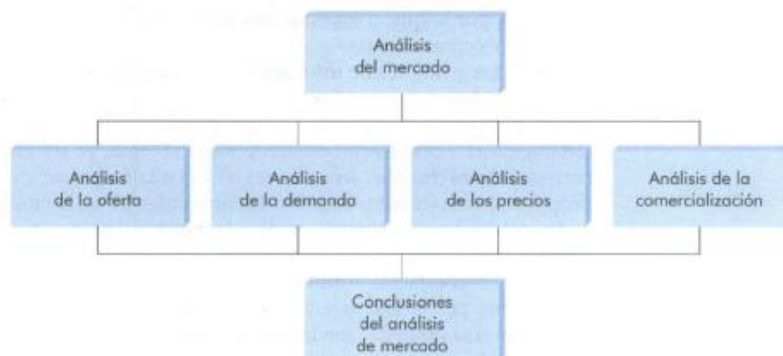 Análisis
del mercado
Análisis
de la oferta
Análisis
de la demanda
Análisis
de los precios
Análisis de la
comercialización
Conclusiones
del análisis
de mercado